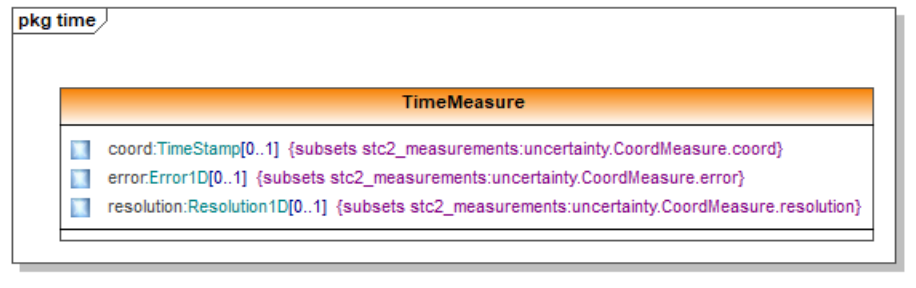 pkg time
TimeMeasure
coord:TimeStamp[0..1] {subsets stc2_measurements:uncertainty.CoordMeasure.coord}
error:Error1D[0..1] {subsets stc2_measurements:uncertainty.CoordMeasure.error}
resolution:Resolution1D[0..1] {subsets stc2_measurements:uncertainty.CoordMeasure.resolution}